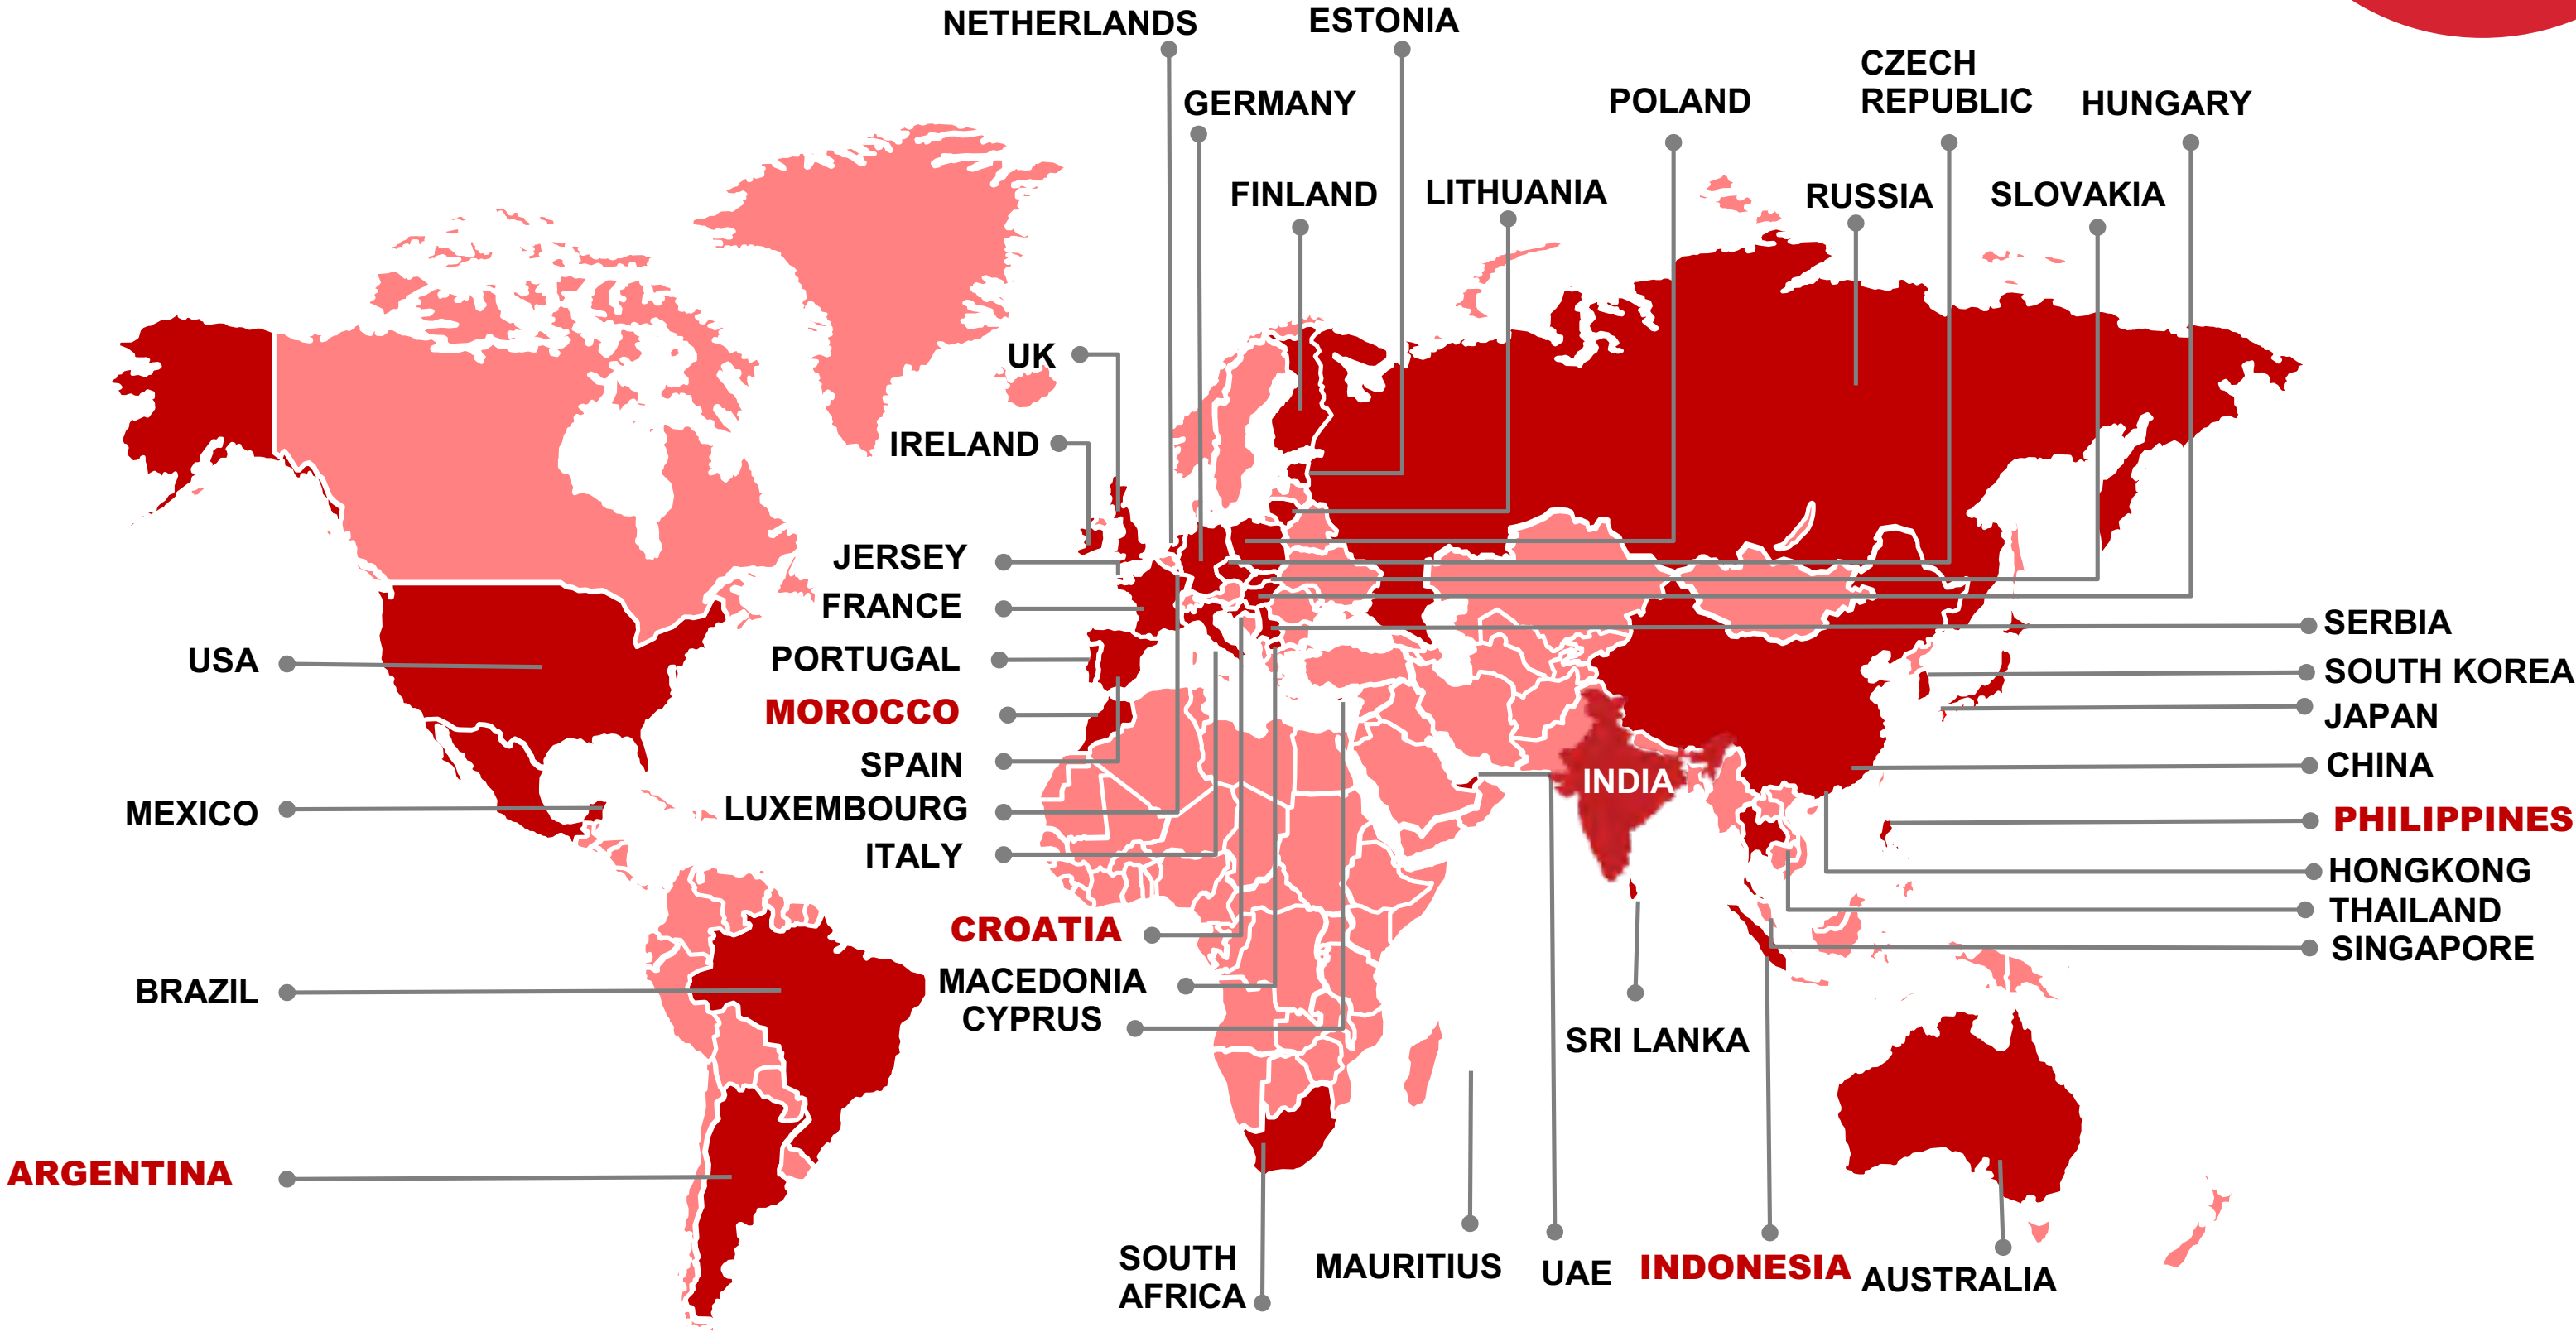 NETHERLANDS
ESTONIA
CZECH
REPUBLIC
GERMANY
POLAND
HUNGARY
FINLAND
LITHUANIA
RUSSIA
SLOVAKIA
UK
IRELAND
JERSEY
FRANCE
PORTUGAL
MOROCCO
SPAIN
LUXEMBOURG
ITALY
CROATIA
MACEDONIA
CYPRUS
USA
MEXICO
BRAZIL
ARGENTINA
INDIA
SERBIA
SOUTH KOREA
JAPAN
CHINA
PHILIPPINES
HONGKONG
THAILAND
SINGAPORE
SRI LANKA
SOUTH
AFRICA
MAURITIUS
UAE
INDONESIA
AUSTRALIA